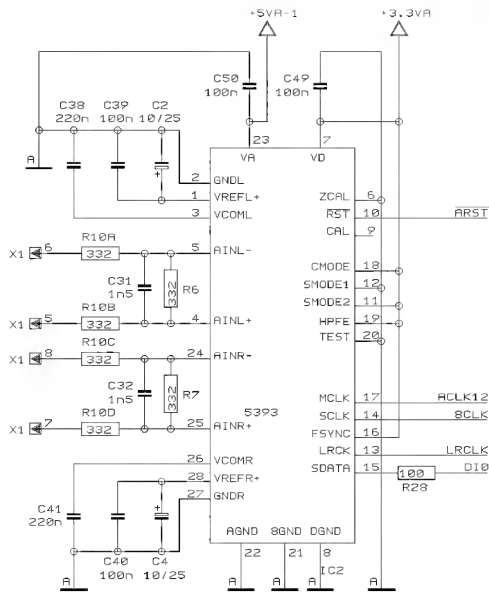 +5VA-1
+3.3VA
C50
100n
C49
100n
C38
220n
C39
100n
C2
10/25
A
23
VA
7
VD
2
GNDL
1
VREFL+
3
VCOML
ZCAL
6
RST
10
ARST
CAL
9
X1
6
R10A
332
5
AINL-
C31
1n5
332
R6
CMODE
18
SMODE1
12
SMODE2
11
HPFE
19
TEST
20
X1
5
R10B
332
4
AINL+
X1
8
R10C
332
24
AINR-
C32
1n5
332
R7
X1
7
R10D
332
25
AINR+
5393
MCLK
17
ACLK12
SCLK
14
8CLK
FSYNC
16
LRCK
13
LRCLK
SDATA
15
100
R28
DI0
26
VCOMR
28
VREFR+
27
GNDR
C41
220n
C40
100n
C4
10/25
AGND
8GND
DGND
22
21
8
IC2
A
A
A
A
A